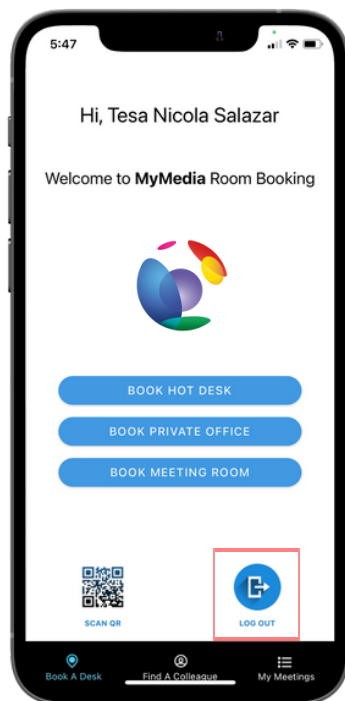 5:47
Hi, Tesa Nicola Salazar
Welcome to MyMedia Room Booking
BOOK HOT DESK
BOOK PRIVATE OFFICE
BOOK MEETING ROOM
SCAN QR LOG OUT
Book A Desk Find A Colleague My Meetings